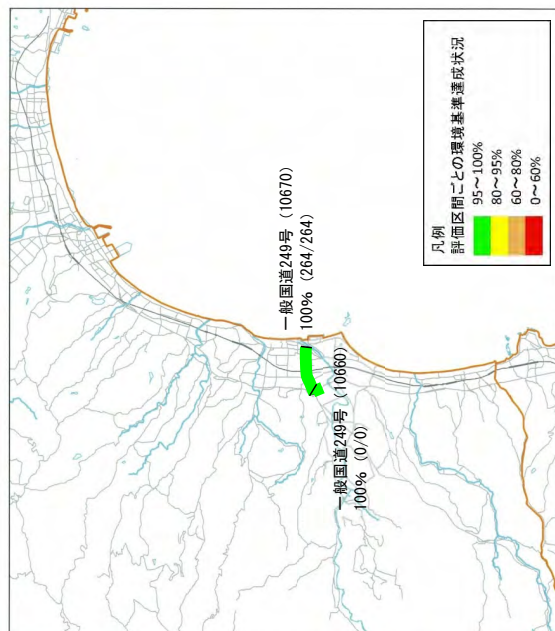 一般国道249号 (10670)
100% (264/264)
一般国道249号 (10660)
100% (0/0)
凡例
評価区間ごとの環境基準達成状況
95～100%
80～95%
60～80%
0～60%